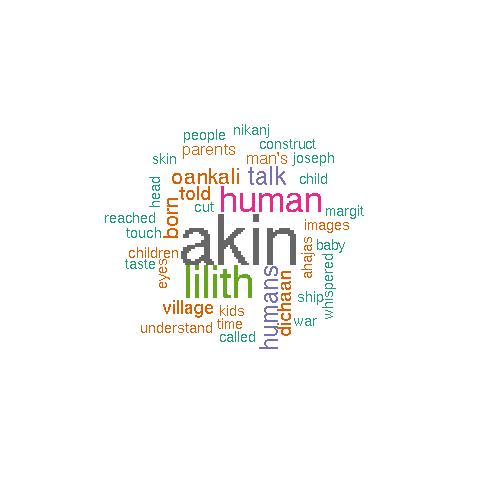 people
nikanj
construct
parents
man's
joseph
skin
oankali
talk
child
head
told
cut
human
margit
reached
born
images
touch
akin
baby
children
taste
eyes
lilith
humans
dichaan
ahajas
whispered
ship
village
kids
war
understand
time
called